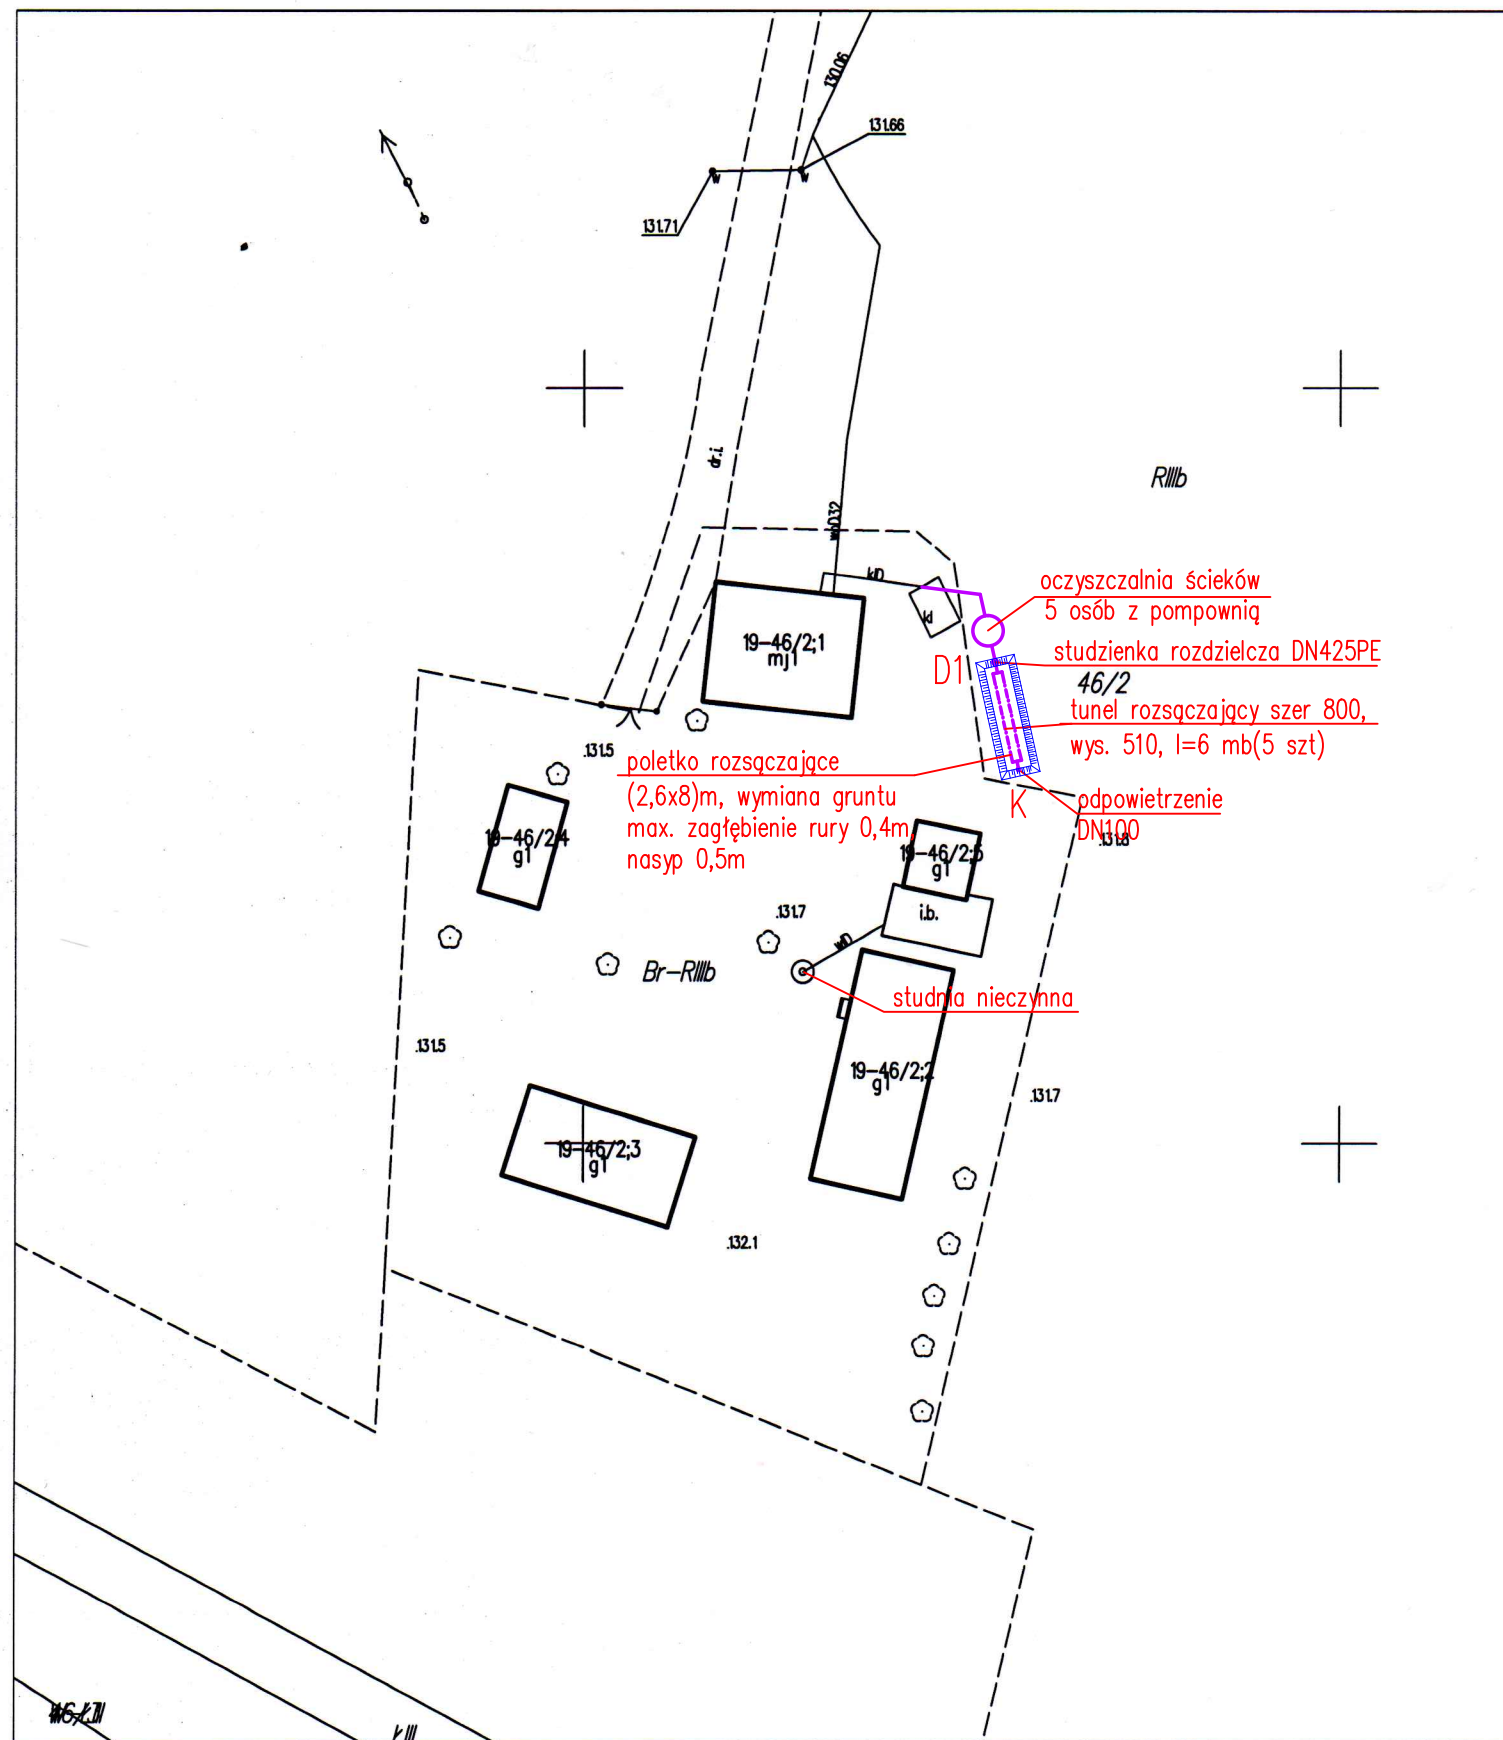 130.06
131.66
131.71
W
W
dr.i.
RIIIb
woD32
oczyszczalnia ścieków
5 osób z pompownią
kD
kl
19-46/2;1
mj1
D1
studzienka rozdzielcza DN425PE
46/2
tunel rozsączający szer 800,
wys. 510, l=6 mb(5 szt)
.131.5
poletko rozsączające
(2,6x8)m, wymiana gruntu
max. zagłębienie rury 0,4m,
nasyp 0,5m
K
odpowietrzenie
DN100
.131.8
19-46/2;4
g1
19-46/2;5
g1
i.b.
.131.7
wD
Br-RIIIb
studnia nieczynna
.131.5
19-46/2;2
g1
.131.7
19-46/2;3
g1
.132.1